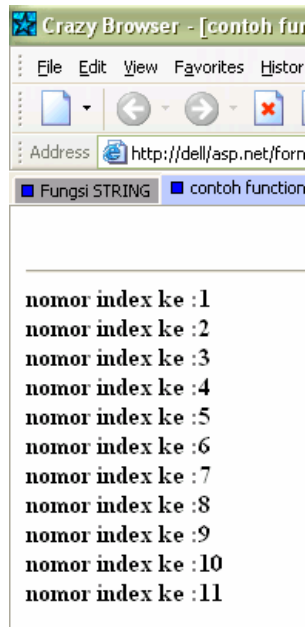 Crazy Browser - [contoh fun
File Edit View Favorites Histor
Address http://dell/asp.net/forn
Fungsi STRING contoh function
nomor index ke :1
nomor index ke :2
nomor index ke :3
nomor index ke :4
nomor index ke :5
nomor index ke :6
nomor index ke :7
nomor index ke :8
nomor index ke :9
nomor index ke :10
nomor index ke :11